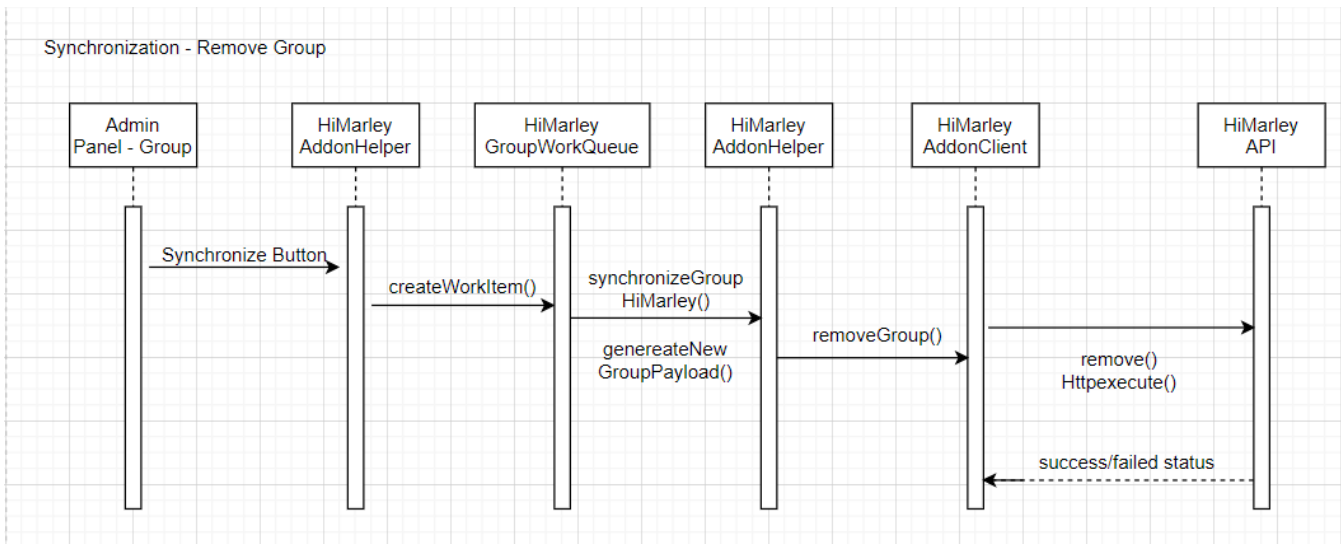 Synchronization - Remove Group
Admin
Panel - Group
HiMarley
AddonHelper
HiMarley
GroupWorkQueue
HiMarley
AddonHelper
HiMarley
AddonClient
HiMarley
API
Synchronize Button
createWorkItem()
synchronizeGroup
HiMarley()
genereateNew
GroupPayload()
removeGroup()
remove()
Httpexecute()
success/failed status